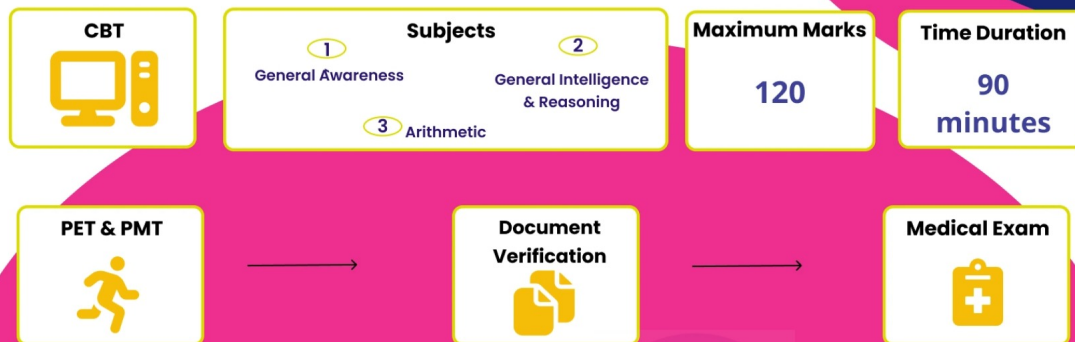 CBT
Subjects
1
General Awareness
2
General Intelligence
& Reasoning
3 Arithmetic
Maximum Marks
120
Time Duration
90
minutes
PET & PMT
Document
Verification
Medical Exam